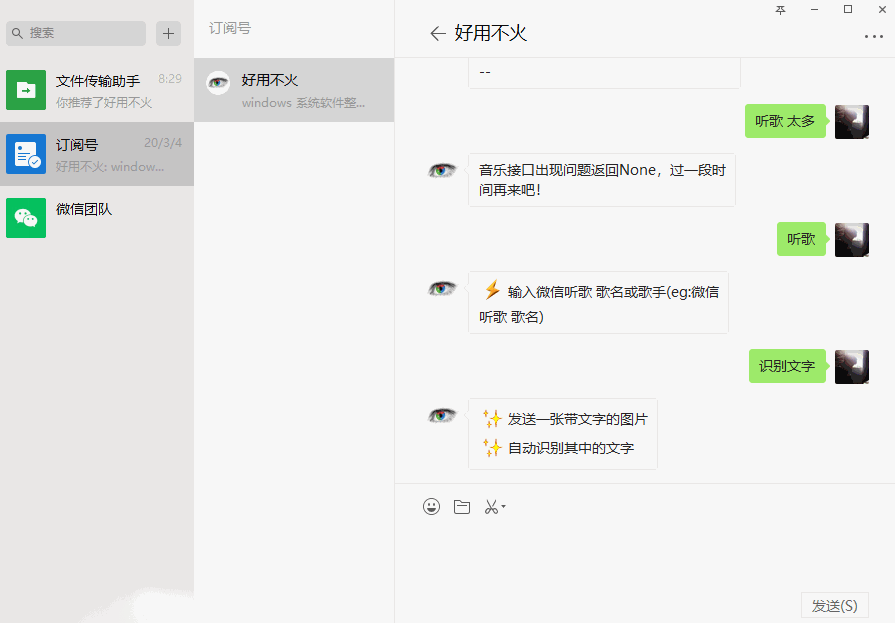 搜索
文件传输助手 8:29
你推荐了好用不火
订阅号 20/3/4
好用不火: window...
微信团队
订阅号
好用不火
windows 系统软件整...
好用不火
--
听歌 太多
音乐接口出现问题返回None，过一段时
间再来吧！
听歌
输入微信听歌 歌名或歌手(eg:微信
听歌 歌名)
识别文字
发送一张带文字的图片
自动识别其中的文字
发送(S)